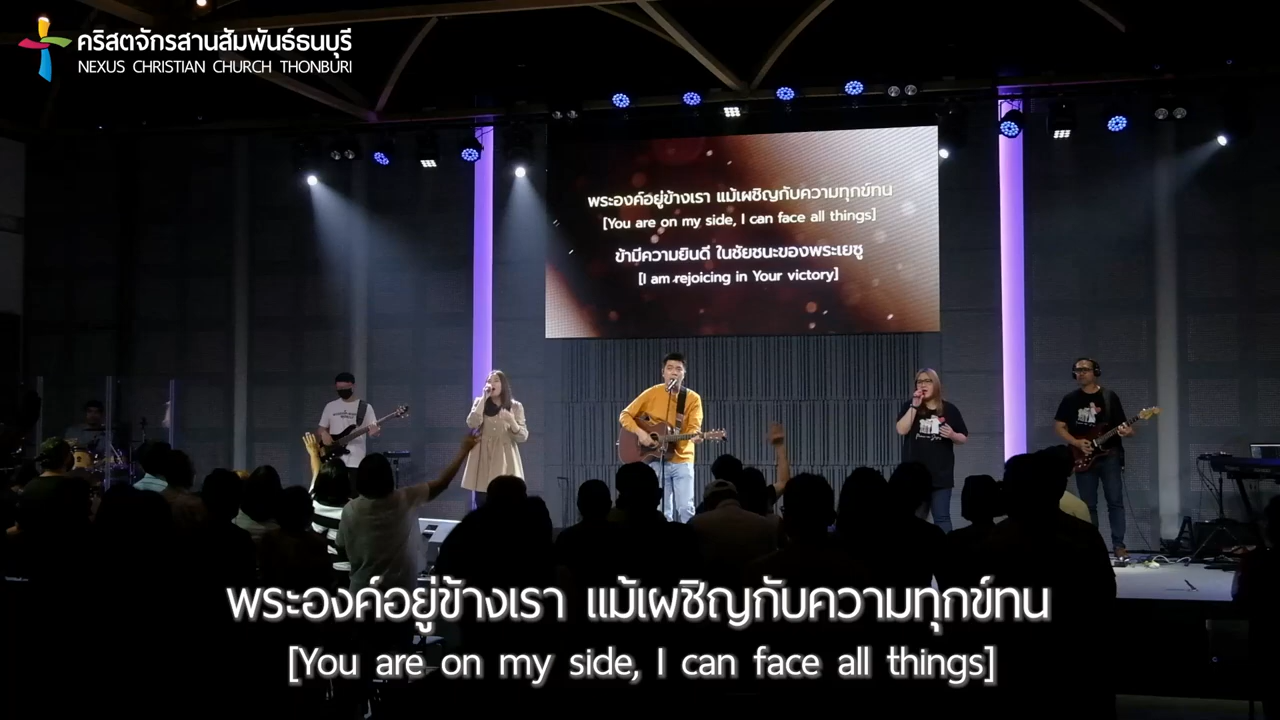 คริสตจักรสานสัมพันธ์ธนบุรี
NEXUS CHRISTIAN CHURCH THONBURI
พระองค์อยู่ข้างเรา แม้เผชิญกับความทุกข์ทน
[You are on my side, I can face all things]
ข้ามีความยินดี ในชัยชนะของพระเยซู
[I am rejoicing in Your victory]
พระองค์อยู่ข้างเรา แม้เผชิญกับความทุกข์ทน
[You are on my side, I can face all things]